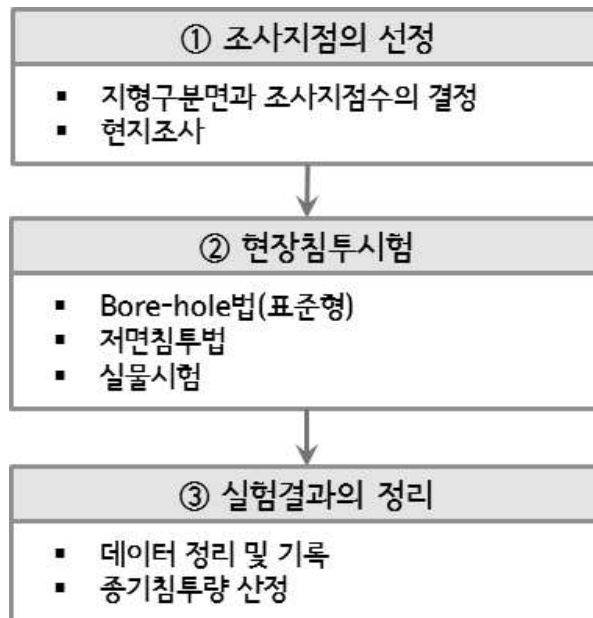 ① 조사지점의 선정
▪ 지형구분면과 조사지점수의 결정
▪ 현지조사
② 현장침투시험
▪ Bore-hole법(표준형)
▪ 저면침투법
▪ 실물시험
③ 실험결과의 정리
▪ 데이터 정리 및 기록
▪ 종기침투량 산정